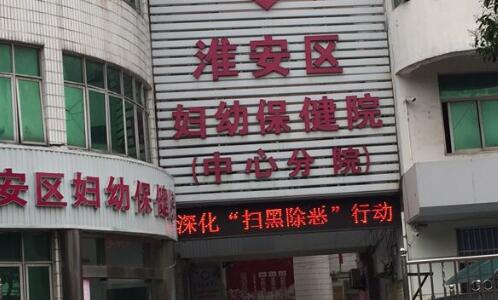 淮安区
妇幼保健院
(中心分院)
安区妇幼保健
深化“扫黑除恶”行动